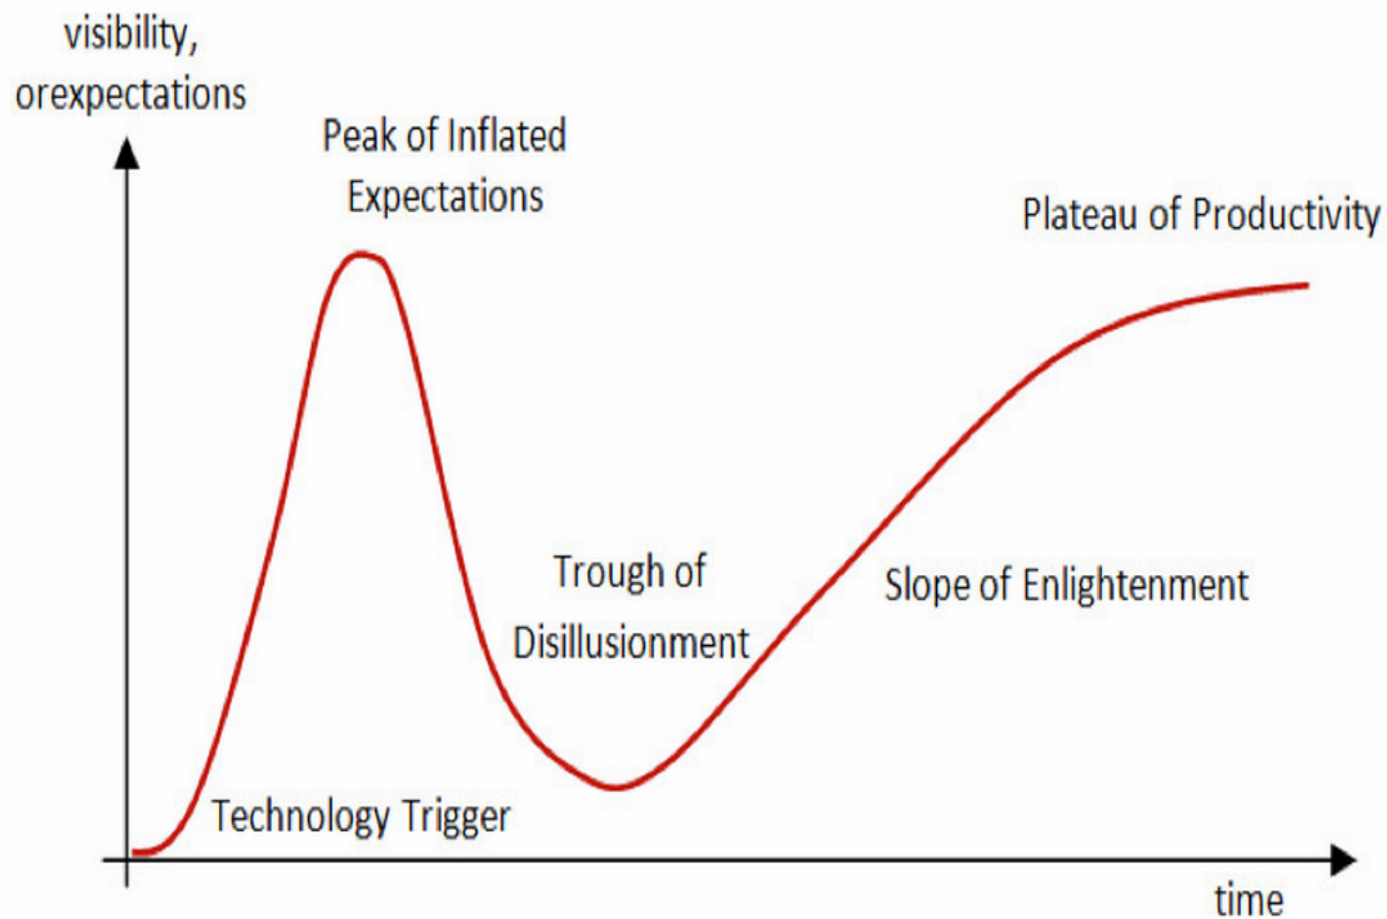 visibility,
orexpectations
Peak of Inflated
Expectations
Plateau of Productivity
Trough of
Disillusionment
Slope of Enlightenment
Technology Trigger
time